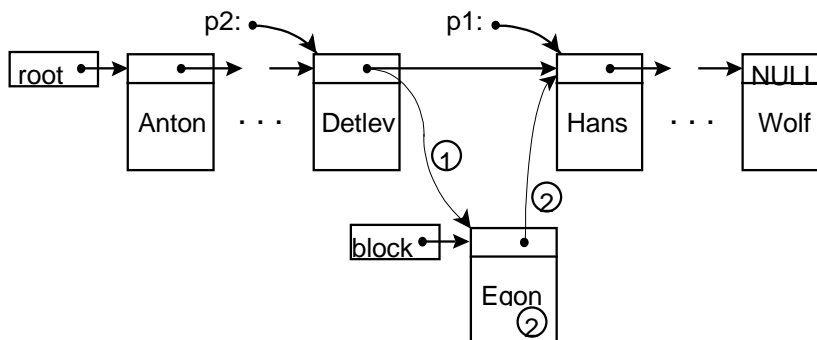 p2: p1:
root NULL
Anton . . . Detlev Hans . . . Wolf
1
2
block
Egon
2